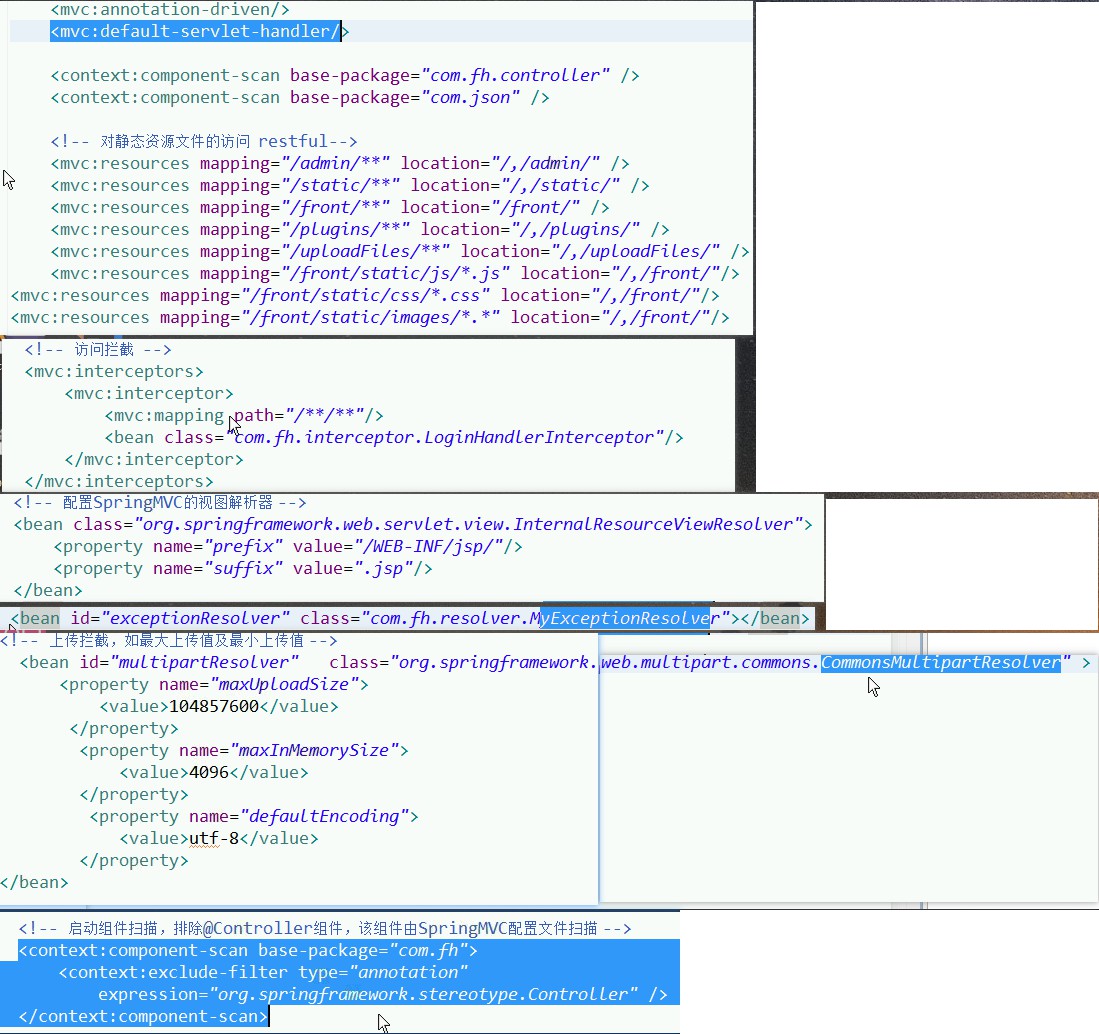 <mvc:annotation-driven/>
<mvc:default-servlet-handler/>
<context:component-scan base-package="com.fh.controller" />
<context:component-scan base-package="com.json" />
<!-- 对静态资源文件的访问 restful-->
<mvc:resources mapping="/admin/**" location="/,/admin/" />
<mvc:resources mapping="/static/**" location="/,/static/" />
<mvc:resources mapping="/front/**" location="/front/" />
<mvc:resources mapping="/plugins/**" location="/,/plugins/" />
<mvc:resources mapping="/uploadFiles/**" location="/,/uploadFiles/" />
<mvc:resources mapping="/front/static/js/*.js" location="/,/front/"/>
<mvc:resources mapping="/front/static/css/*.css" location="/,/front/"/>
<mvc:resources mapping="/front/static/images/*.*" location="/,/front/"/>
<!-- 访问拦截 -->
<mvc:interceptors>
<mvc:interceptor>
<mvc:mapping path="/**/**"/>
<bean class="com.fh.interceptor.LoginHandlerInterceptor"/>
</mvc:interceptor>
</mvc:interceptors>
<!-- 配置SpringMVC的视图解析器 -->
<bean class="org.springframework.web.servlet.view.InternalResourceViewResolver">
<property name="prefix" value="/WEB-INF/jsp/"/>
<property name="suffix" value=".jsp"/>
</bean>
<bean id="exceptionResolver" class="com.fh.resolver.MyExceptionResolver"></bean>
<!-- 上传拦截，如最大上传值及最小上传值 -->
<bean id="multipartResolver" class="org.springframework.web.multipart.commons.CommonsMultipartResolver" >
<property name="maxUploadSize">
<value>104857600</value>
</property>
<property name="maxInMemorySize">
<value>4096</value>
</property>
<property name="defaultEncoding">
<value>utf-8</value>
</property>
</bean>
<!-- 启动组件扫描，排除@Controller组件，该组件由SpringMVC配置文件扫描 -->
<context:component-scan base-package="com.fh">
<context:exclude-filter type="annotation"
expression="org.springframework.stereotype.Controller" />
</context:component-scan>